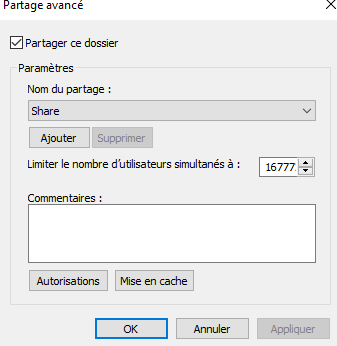 Partage avancé
Partager ce dossier
Paramètres
Nom du partage :
Share
Ajouter Supprimer
Limiter le nombre d'utilisateurs simultanés à : 16777
Commentaires :
Autorisations Mise en cache
OK Annuler Appliquer